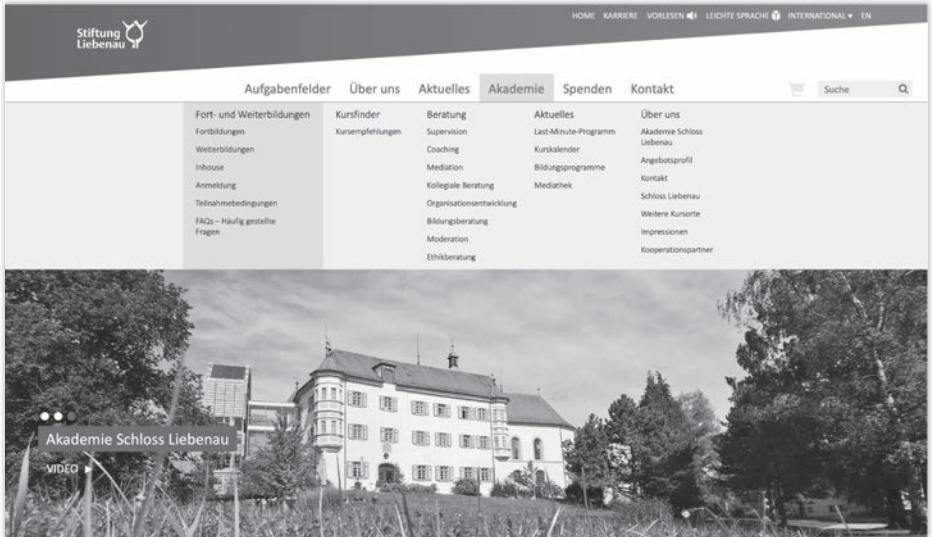 HOME KARRIERE VORLESEN LEICHTE SPRACHE INTERNATIONAL EN
Stiftung
Liebenau
Aufgabenfelder Über uns Aktuelles Akademie Spenden Kontakt
Suche
Fort- und Weiterbildungen
Fortbildungen
Weiterbildungen
Inhouse
Anmeldung
Teilnahmebedingungen
FAQs – Häufig gestellte
Fragen
Kursfinder
Kursempfehlungen
Beratung
Supervision
Coaching
Mediation
Kollegiale Beratung
Organisationsentwicklung
Bildungsberatung
Moderation
Ethikberatung
Aktuelles
Last-Minute-Programm
Kurskalender
Bildungsprogramme
Mediathek
Über uns
Akademie Schloss
Liebenau
Angebotsprofil
Kontakt
Schloss Liebenau
Weitere Kursorte
Impressionen
Kooperationspartner
Akademie Schloss Liebenau
VIDEO